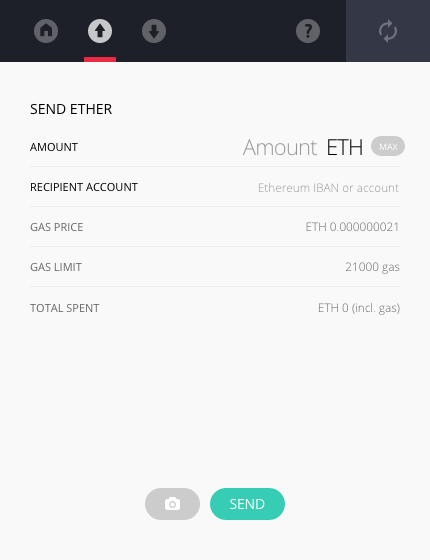 ?
SEND ETHER
AMOUNT Amount ETH MAX
RECIPIENT ACCOUNT Ethereum IBAN or account
GAS PRICE ETH 0.000000021
GAS LIMIT 21000 gas
TOTAL SPENT ETH 0 (incl. gas)
SEND